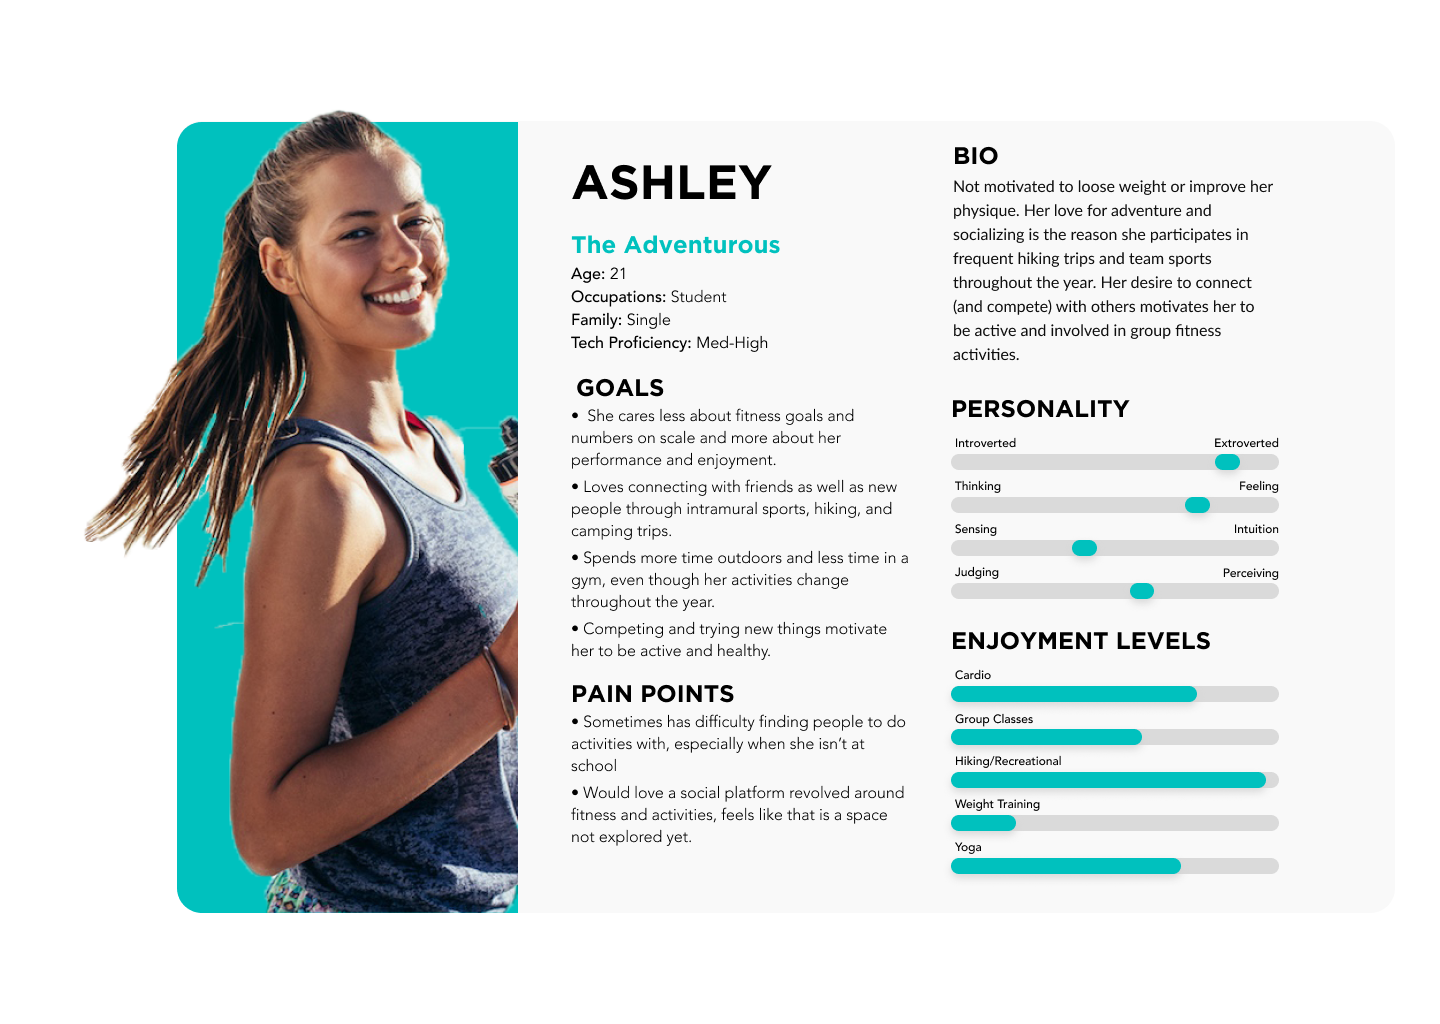 ASHLEY
The Adventurous
Age: 21
Occupations: Student
Family: Single
Tech Proficiency: Med-High
GOALS
• She cares less about fitness goals and
numbers on scale and more about her
performance and enjoyment.
• Loves connecting with friends as well as new
people through intramural sports, hiking, and
camping trips.
• Spends more time outdoors and less time in a
gym, even though her activities change
throughout the year.
• Competing and trying new things motivate
her to be active and healthy.
PAIN POINTS
• Sometimes has difficulty finding people to do
activities with, especially when she isn’t at
school
• Would love a social platform revolved around
fitness and activities, feels like that is a space
not explored yet.
BIO
Not motivated to loose weight or improve her
physique. Her love for adventure and
socializing is the reason she participates in
frequent hiking trips and team sports
throughout the year. Her desire to connect
(and compete) with others motivates her to
be active and involved in group fitness
activities.
PERSONALITY
Introverted Extroverted
Thinking Feeling
Sensing Intuition
Judging Perceiving
ENJOYMENT LEVELS
Cardio
Group Classes
Hiking/Recreational
Weight Training
Yoga